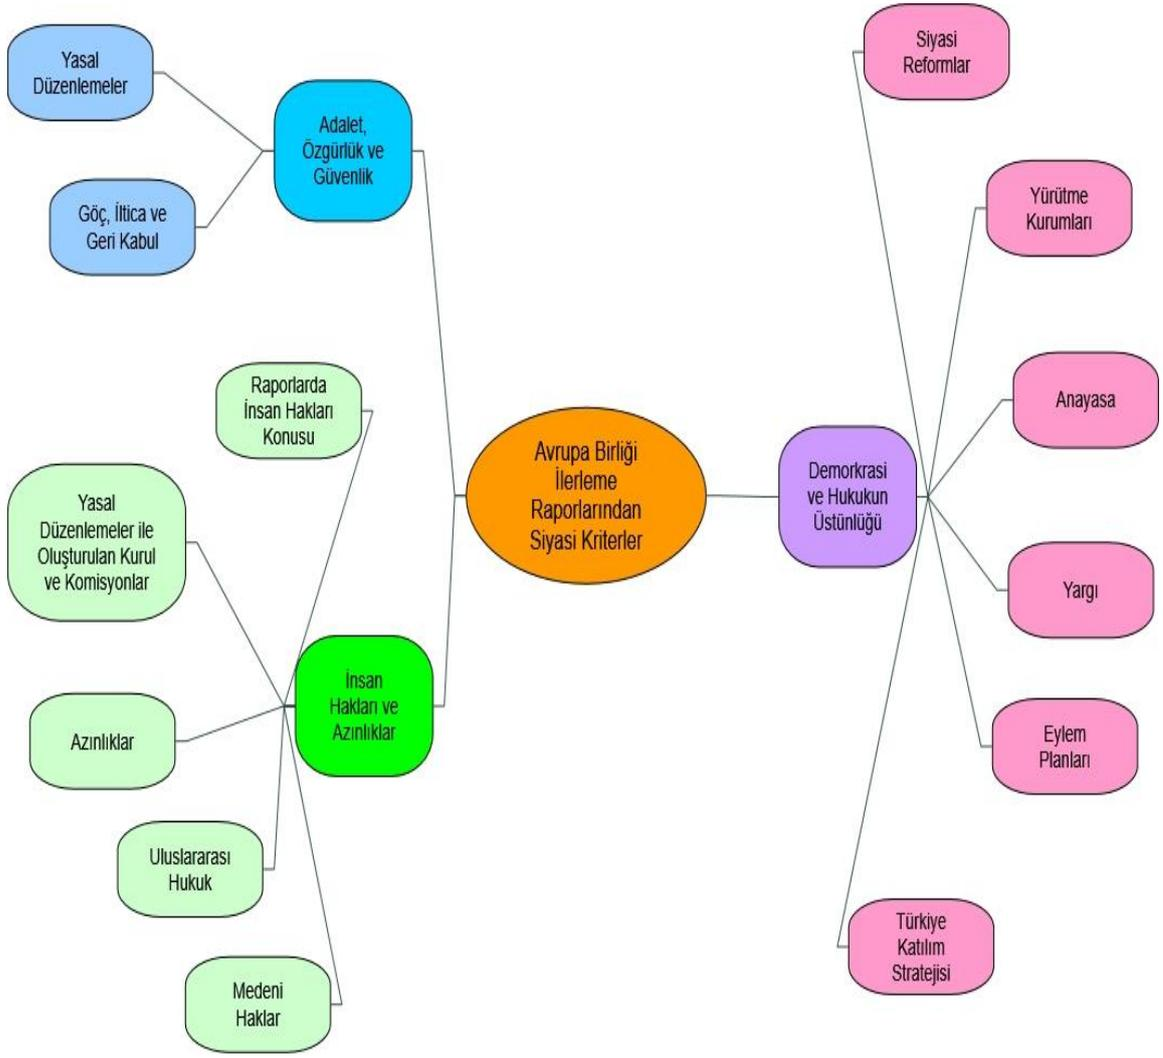 Yasal
Düzenlemeler
Göç, İltica ve
Geri Kabul
Adalet,
Özgürlük ve
Güvenlik
Raporlarda
İnsan Hakları
Konusu
Yasal
Düzenlemeler ile
Oluşturulan Kurul
ve Komisyonlar
Azınlıklar
Uluslararası
Hukuk
Medeni
Haklar
İnsan
Hakları ve
Azınlıklar
Avrupa Birliği
İlerleme
Raporlarından
Siyasi Kriterler
Demorkrasi
ve Hukukun
Üstünlüğü
Siyasi
Reformlar
Yürütme
Kurumları
Anayasa
Yargı
Eylem
Planları
Türkiye
Katılım
Stratejisi